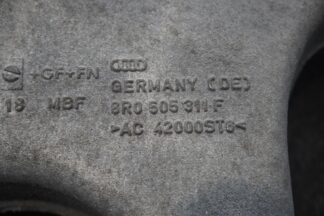 +GF+FN
GERMANY (DE)
18 MBF 8R0 505 311 F
>AC 42000ST6<